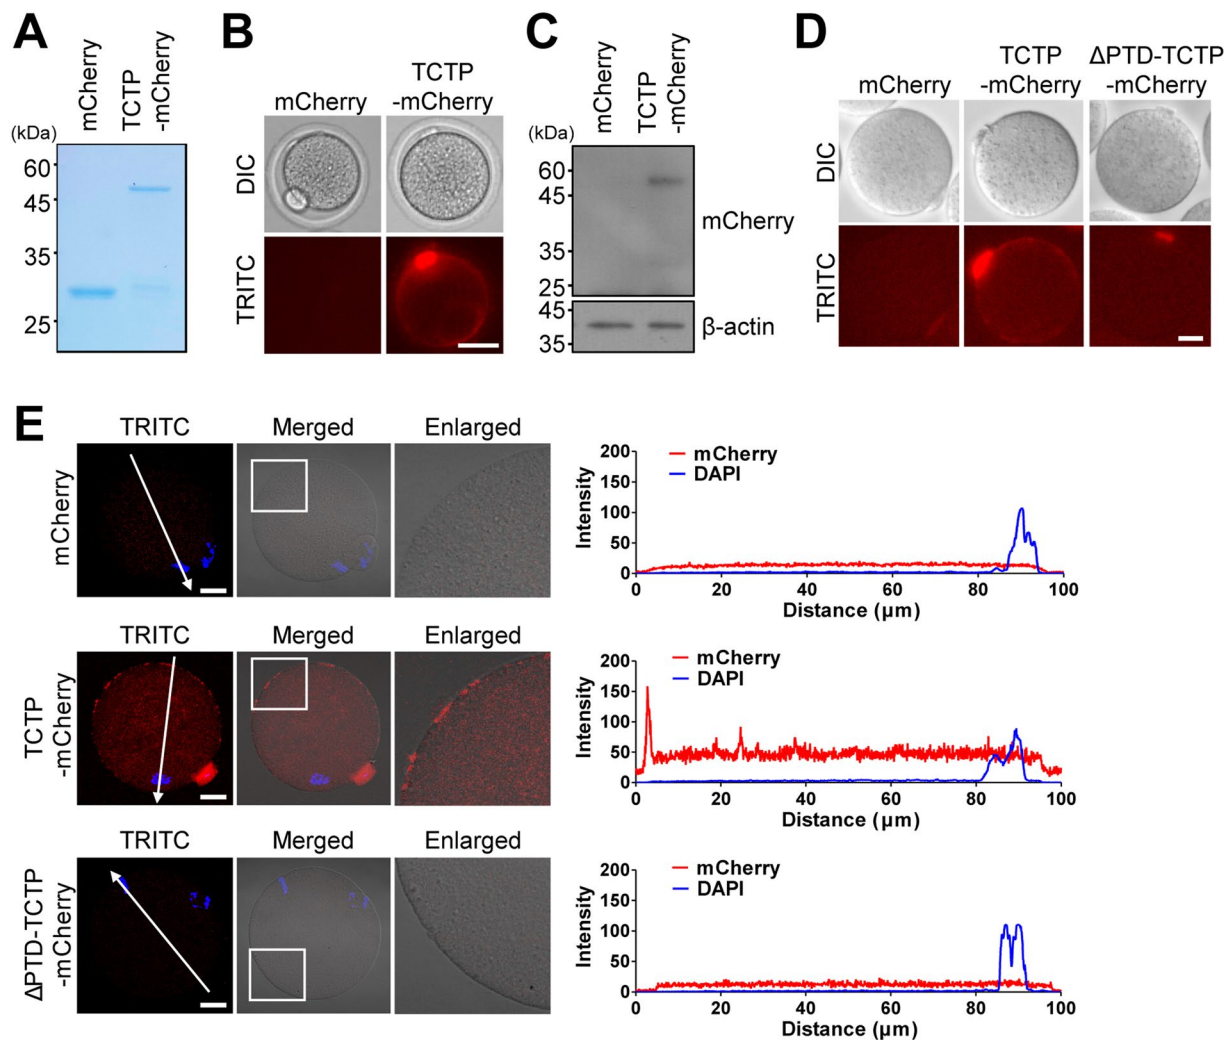 A
mCherry
TCTP
-mCherry
(kDa)
60
45
35
25
B
mCherry
TCTP
-mCherry
DIC
TRITC
C
mCherry
TCTP
-mCherry
(kDa)
60
45
35
25
mCherry
45
35
β-actin
D
mCherry
TCTP
-mCherry
ΔPTD-TCTP
-mCherry
DIC
TRITC
E
TRITC
Merged
Enlarged
mCherry
mCherry
DAPI
Intensity
200
150
100
50
0
0 20 40 60 80 100
Distance (μm)
TRITC
Merged
Enlarged
TCTP
-mCherry
mCherry
DAPI
Intensity
200
150
100
50
0
0 20 40 60 80 100
Distance (μm)
TRITC
Merged
Enlarged
ΔPTD-TCTP
-mCherry
mCherry
DAPI
Intensity
200
150
100
50
0
0 20 40 60 80 100
Distance (μm)